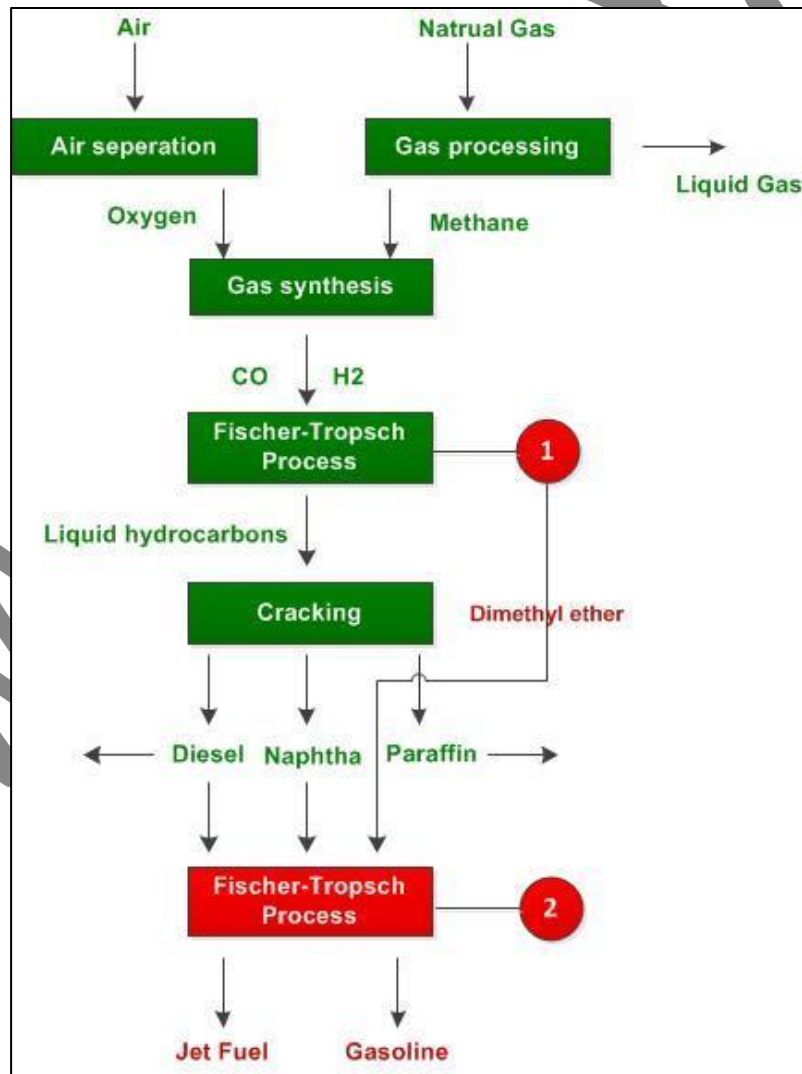 Air
Natrual Gas
Air seperation
Gas processing
Liquid Gas
Oxygen
Methane
Gas synthesis
CO
H2
Fischer-Tropsch
Process
1
Liquid hydrocarbons
Cracking
Dimethyl ether
Diesel
Naphtha
Paraffin
Fischer-Tropsch
Process
2
Jet Fuel
Gasoline